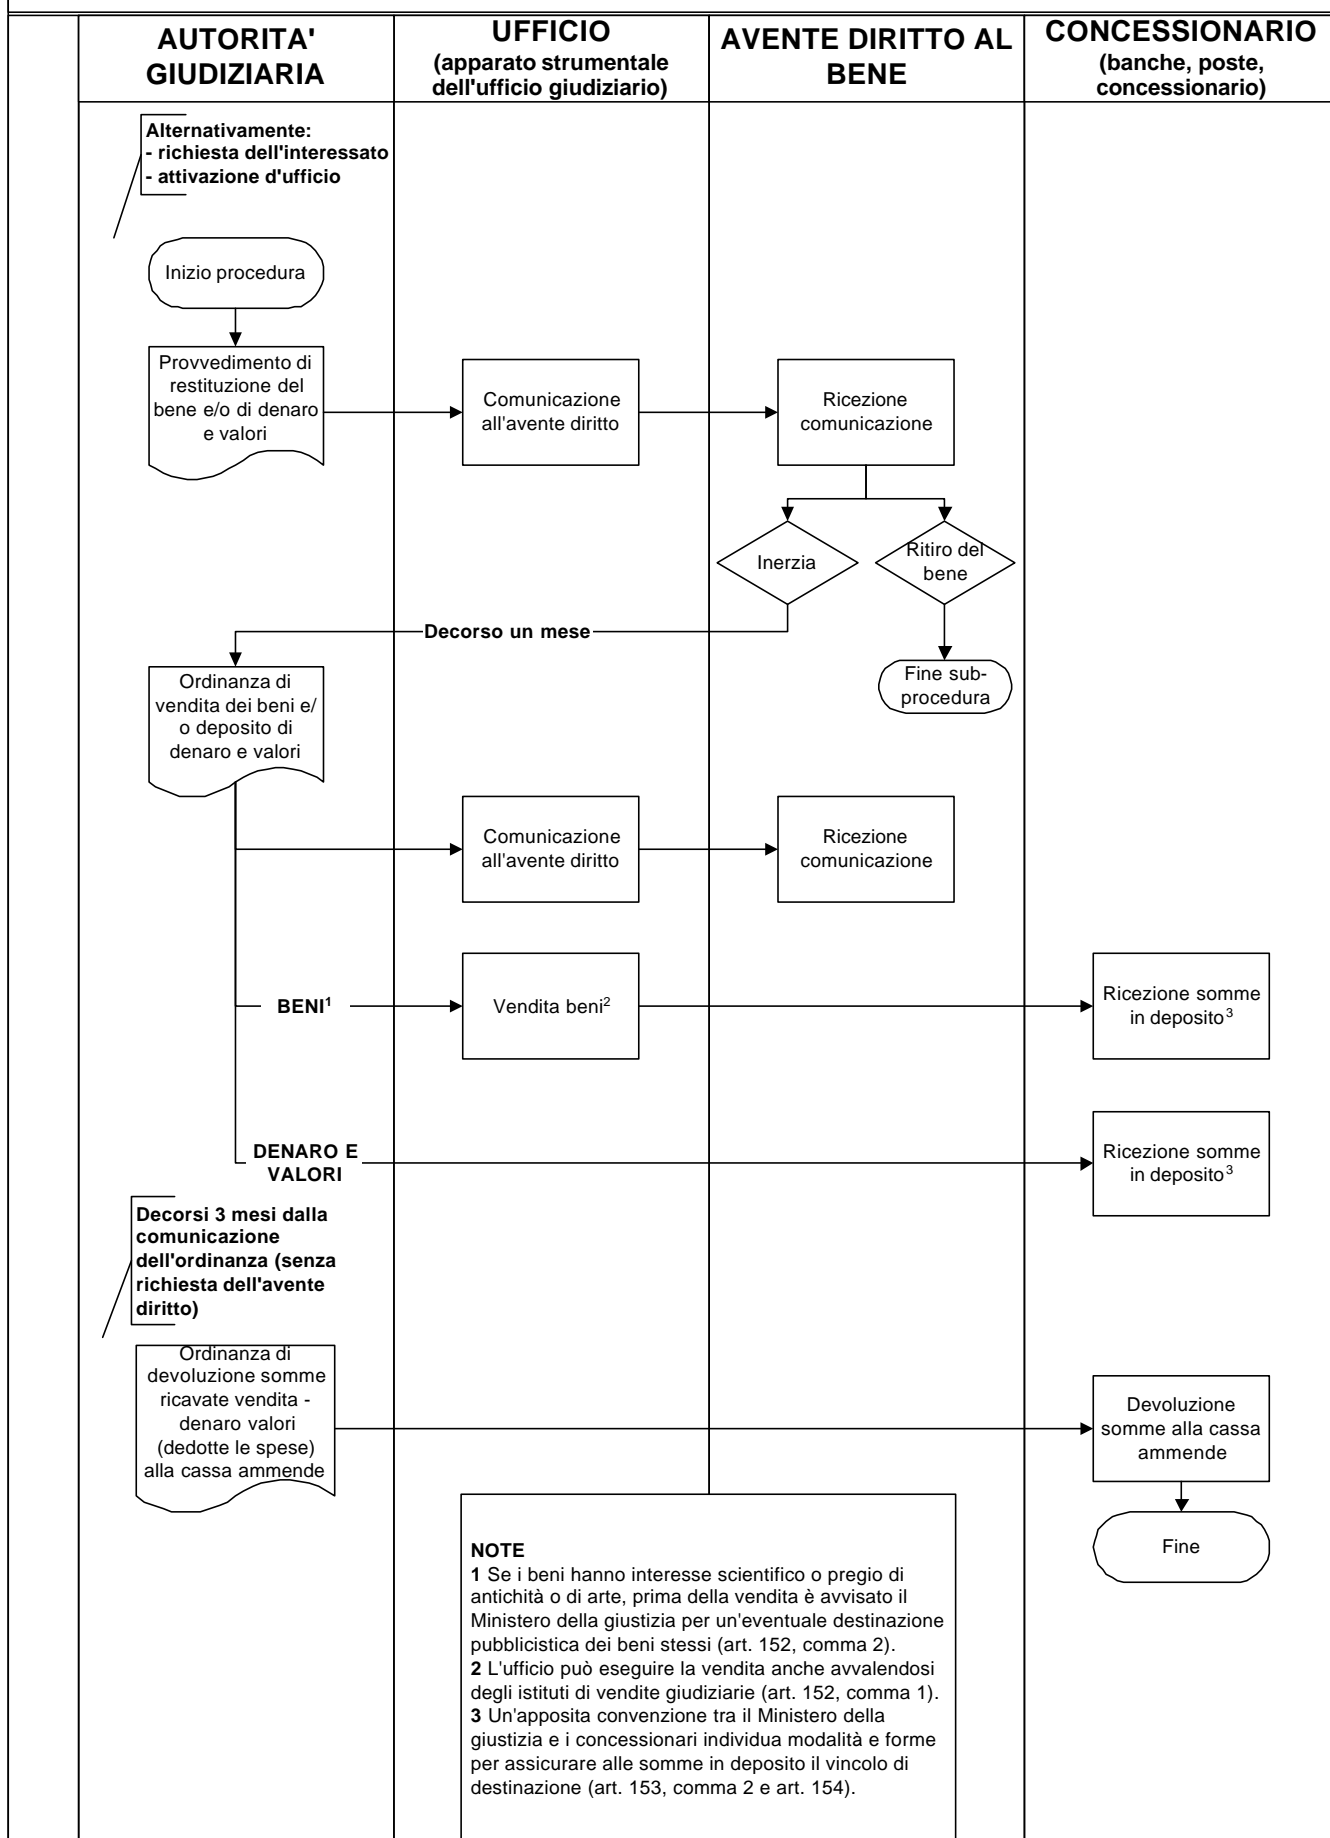 AUTORITA'
GIUDIZIARIA
UFFICIO
(apparato strumentale
dell'ufficio giudiziario)
AVENTE DIRITTO AL
BENE
CONCESSIONARIO
(banche, poste,
concessionario)
Alternativamente:
- richiesta dell'interessato
- attivazione d'ufficio
Inizio procedura
Provvedimento di
restituzione del
bene e/o di denaro
e valori
Comunicazione
all'avente diritto
Ricezione
comunicazione
Inerzia
Ritiro del
bene
Decorso un mese
Fine sub-
procedura
Ordinanza di
vendita dei beni e/
o deposito di
denaro e valori
Comunicazione
all'avente diritto
Ricezione
comunicazione
BENI¹
Vendita beni²
Ricezione somme
in deposito³
DENARO E
VALORI
Ricezione somme
in deposito³
Decorsi 3 mesi dalla
comunicazione
dell'ordinanza (senza
richiesta dell'avente
diritto)
Ordinanza di
devoluzione somme
ricavate vendita -
denaro valori
(dedotte le spese)
alla cassa ammende
Devoluzione
somme alla cassa
ammende
Fine
NOTE
1 Se i beni hanno interesse scientifico o pregio di
antichità o di arte, prima della vendita è avvisato il
Ministero della giustizia per un'eventuale destinazione
pubblicistica dei beni stessi (art. 152, comma 2).
2 L'ufficio può eseguire la vendita anche avvalendosi
degli istituti di vendite giudiziarie (art. 152, comma 1).
3 Un'apposita convenzione tra il Ministero della
giustizia e i concessionari individua modalità e forme
per assicurare alle somme in deposito il vincolo di
destinazione (art. 153, comma 2 e art. 154).